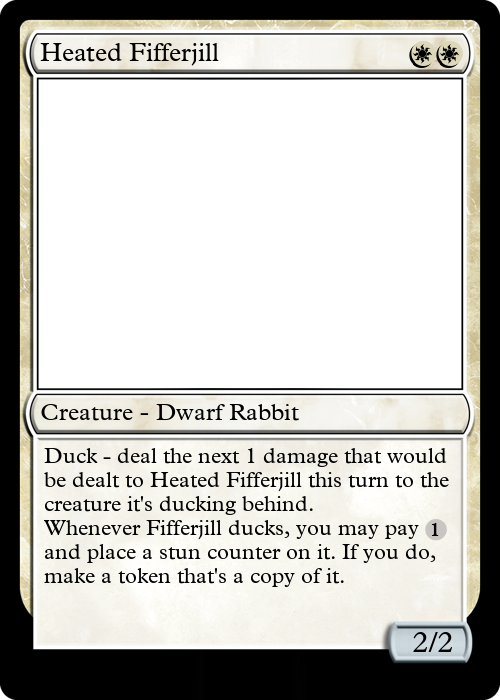 Heated Fifferjill
Creature - Dwarf Rabbit
Duck - deal the next 1 damage that would
be dealt to Heated Fifferjill this turn to the
creature it's ducking behind.
Whenever Fifferjill ducks, you may pay 1
and place a stun counter on it. If you do,
make a token that's a copy of it.
2/2